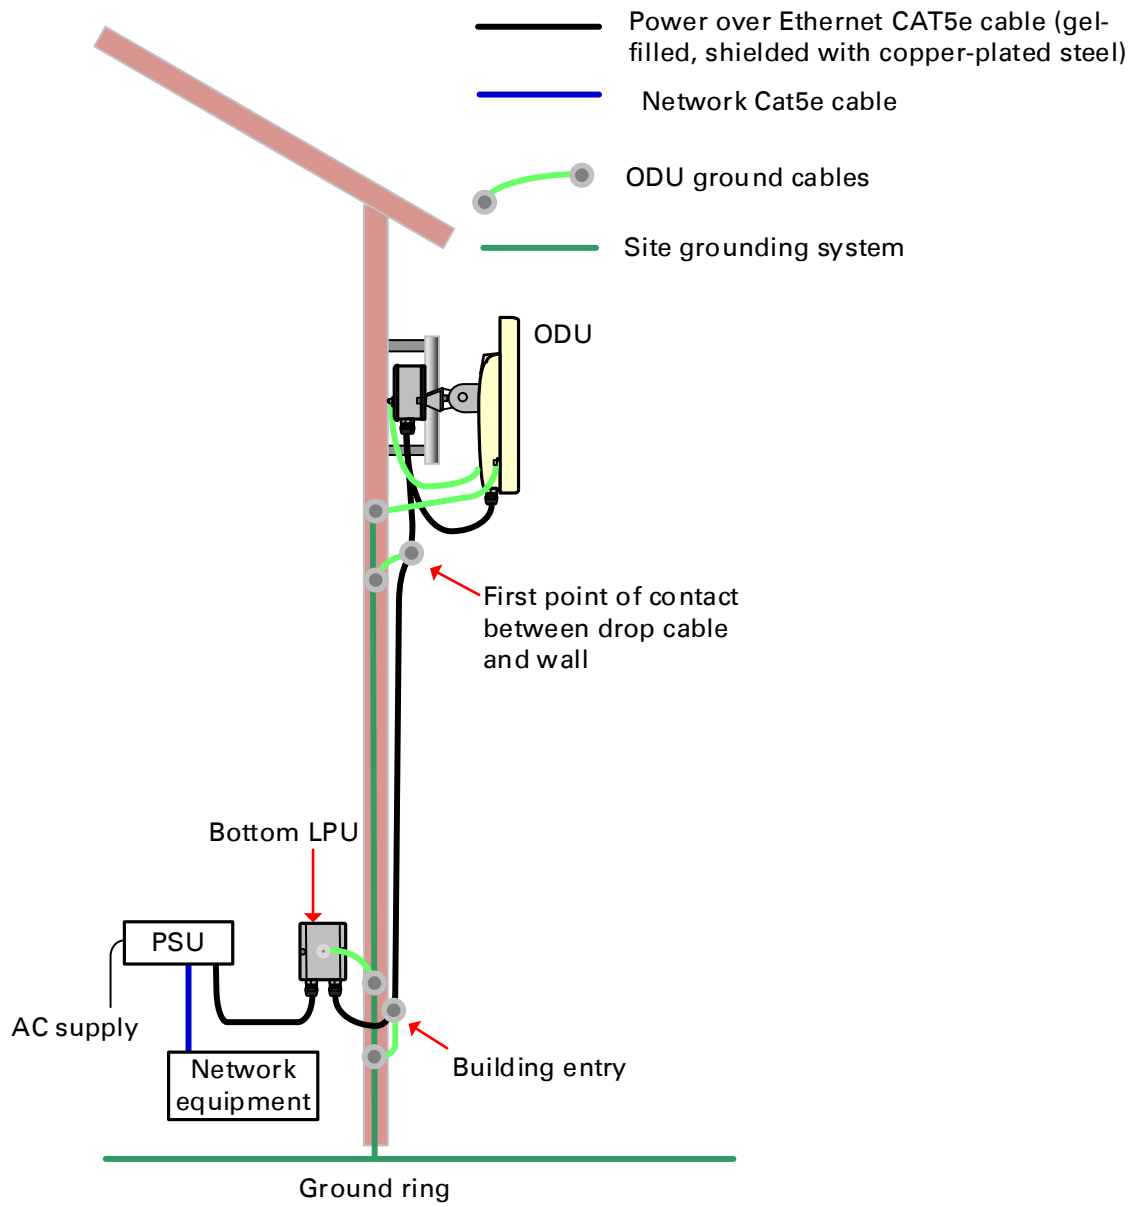 Power over Ethernet CAT5e cable (gel-
filled, shielded with copper-plated steel)
Network Cat5e cable
ODU ground cables
Site grounding system
ODU
First point of contact
between drop cable
and wall
Bottom LPU
PSU
AC supply
Network
equipment
Building entry
Ground ring